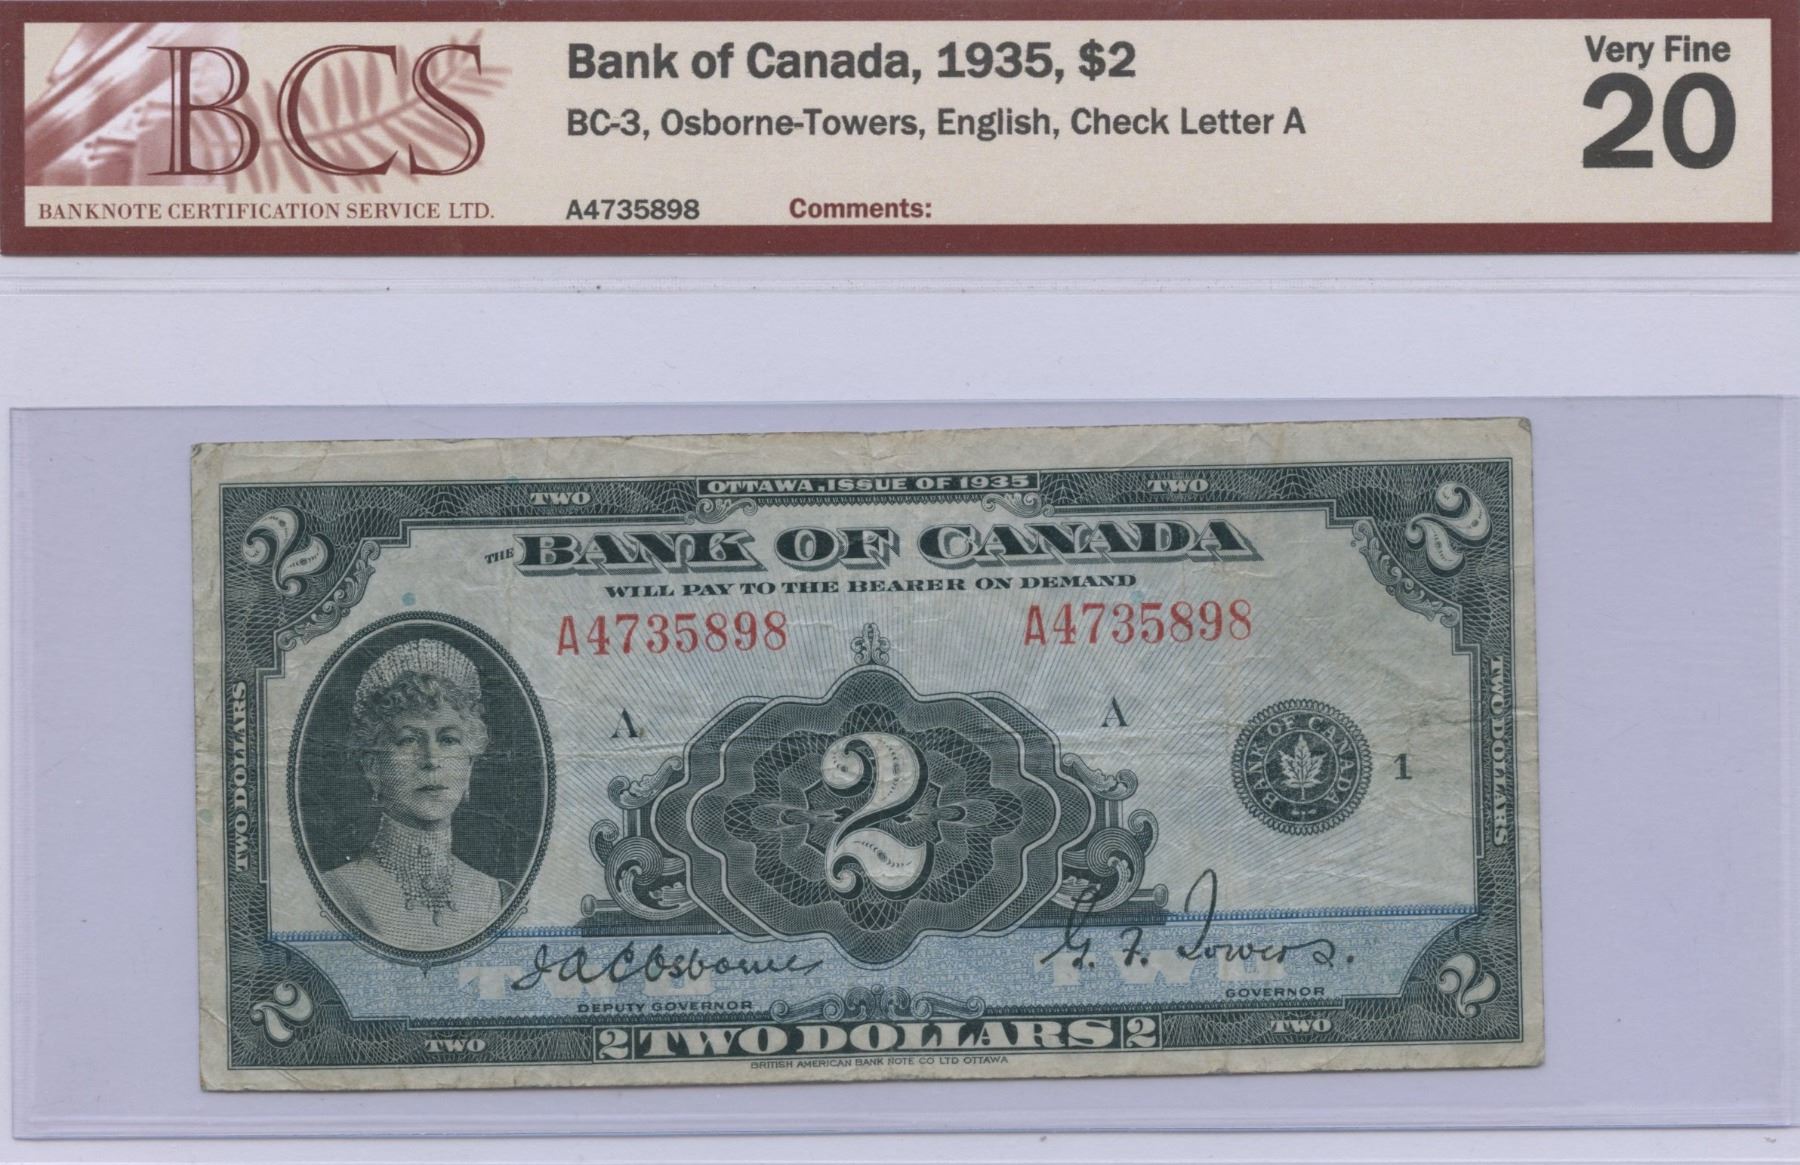 BCS
BANKNOTE CERTIFICATION SERVICE LTD.
Bank of Canada, 1935, $2
BC-3, Osborne-Towers, English, Check Letter A
A4735898 Comments:
Very Fine
20
TWO OTTAWA, ISSUE OF 1935 TWO
2 2
THE BANK OF CANADA
WILL PAY TO THE BEARER ON DEMAND
A4735898 A4735898
A A
TWO DOLLARS
2
BANK OF CANADA
1
TWO DOLLARS
TWO TWO
J A C Osborne G. F. Towers.
DEPUTY GOVERNOR GOVERNOR
2 2
TWO 2 TWO DOLLARS 2 TWO
BRITISH AMERICAN BANK NOTE CO LTD OTTAWA